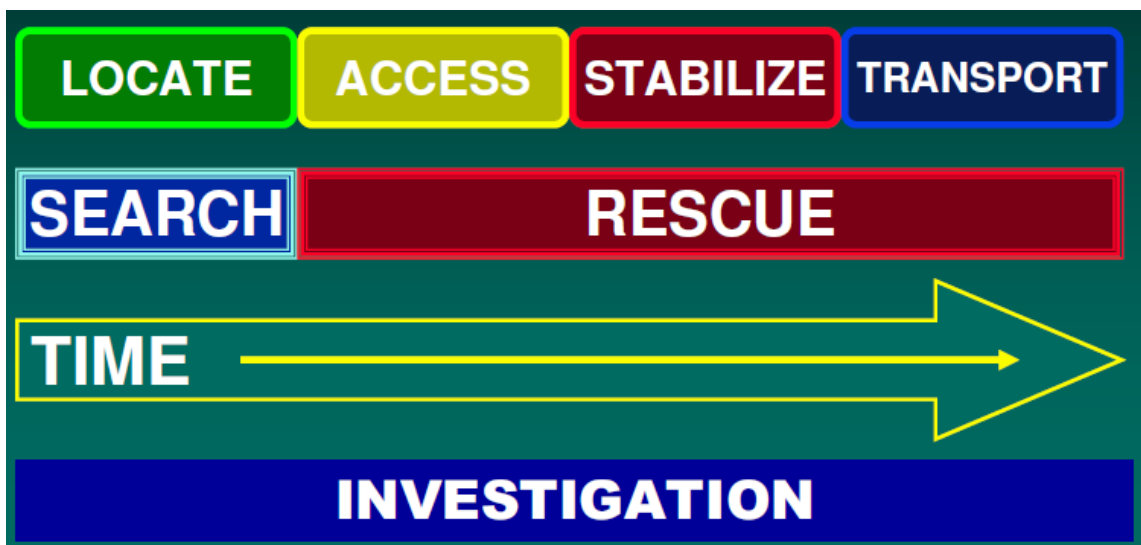 LOCATE ACCESS STABILIZE TRANSPORT
SEARCH RESCUE
TIME
INVESTIGATION